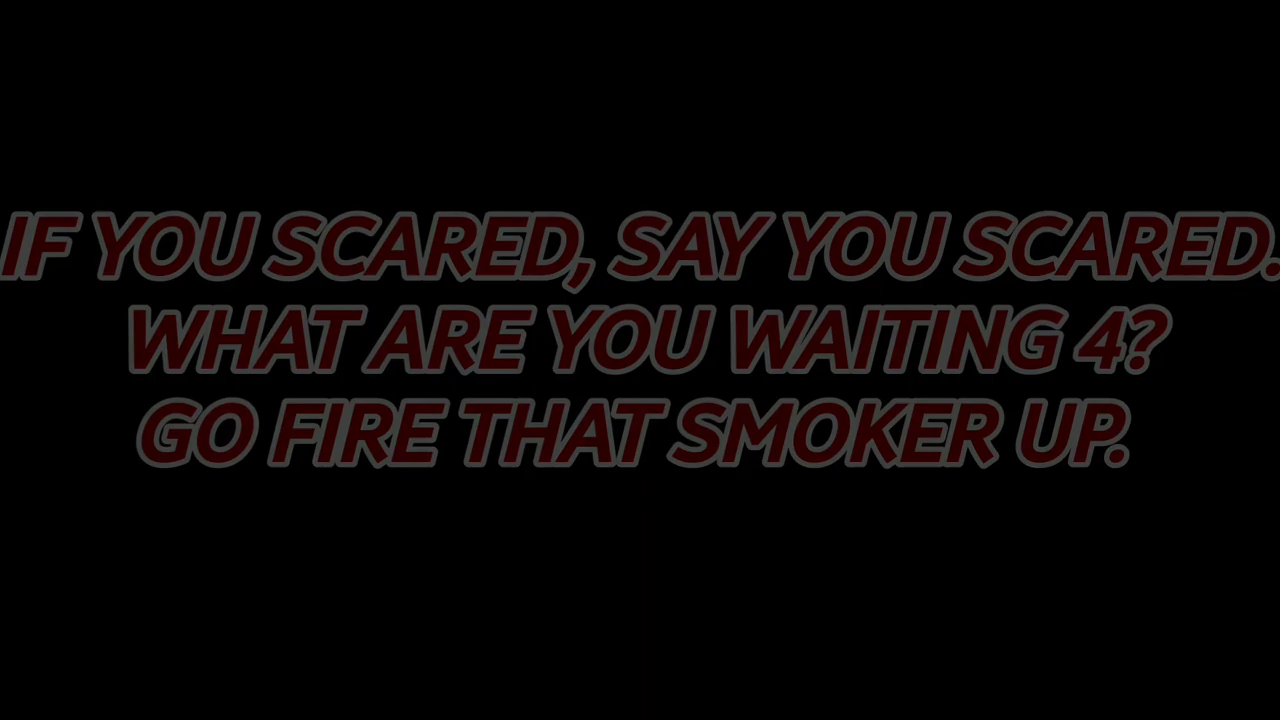 IF YOU SCARED, SAY YOU SCARED.
WHAT ARE YOU WAITING 4?
GO FIRE THAT SMOKER UP.